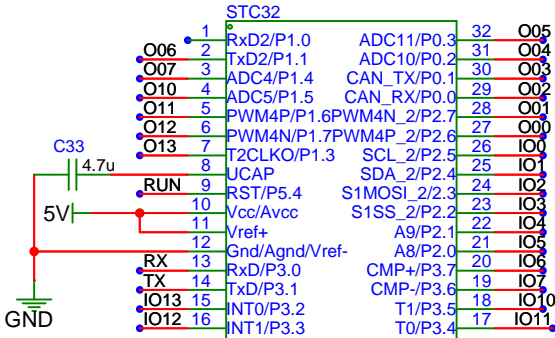 STC32
1 RxD2/P1.0 ADC11/P0.3 32 O05
O06 2 TxD2/P1.1 ADC10/P0.2 31 O04
O07 3 ADC4/P1.4 CAN_TX/P0.1 30 O03
O10 4 ADC5/P1.5 CAN_RX/P0.0 29 O02
O11 5 PWM4P/P1.6 PWM4N_2/P2.7 28 O01
O12 6 PWM4N/P1.7 PWM4P_2/P2.6 27 O00
O13 7 T2CLKO/P1.3 SCL_2/P2.5 26 IO0
C33 4.7u 8 UCAP SDA_2/P2.4 25 IO1
RUN 9 RST/P5.4 S1MOSI_2/P2.3 24 IO2
5V 10 Vcc/Avcc S1SS_2/P2.2 23 IO3
11 Vref+ A9/P2.1 22 IO4
12 Gnd/Agnd/Vref- A8/P2.0 21 IO5
RX 13 RxD/P3.0 CMP+/P3.7 20 IO6
TX 14 TxD/P3.1 CMP-/P3.6 19 IO7
IO13 15 INT0/P3.2 T1/P3.5 18 IO10
IO12 16 INT1/P3.3 T0/P3.4 17 IO11
GND